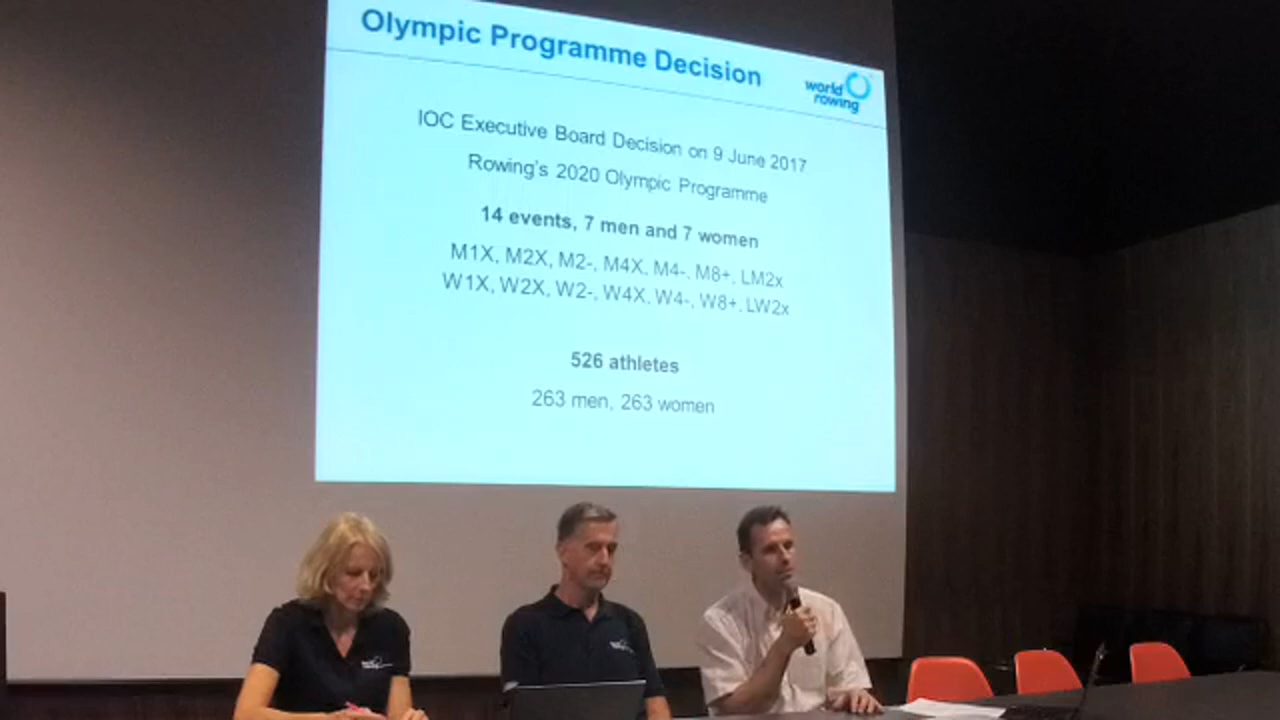 Olympic Programme Decision
world
rowing
IOC Executive Board Decision on 9 June 2017
Rowing's 2020 Olympic Programme
14 events, 7 men and 7 women
M1X, M2X, M2-, M4X, M4-, M8+, LM2x
W1X, W2X, W2-, W4X, W4-, W8+, LW2x
526 athletes
263 men, 263 women